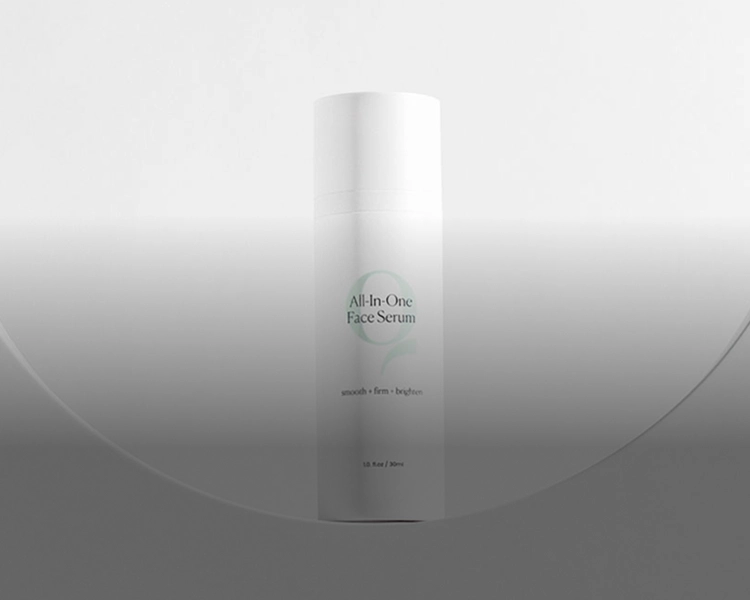 Q
All-In-One
Face Serum
smooth + firm + brighten
1.0 fl oz / 30ml